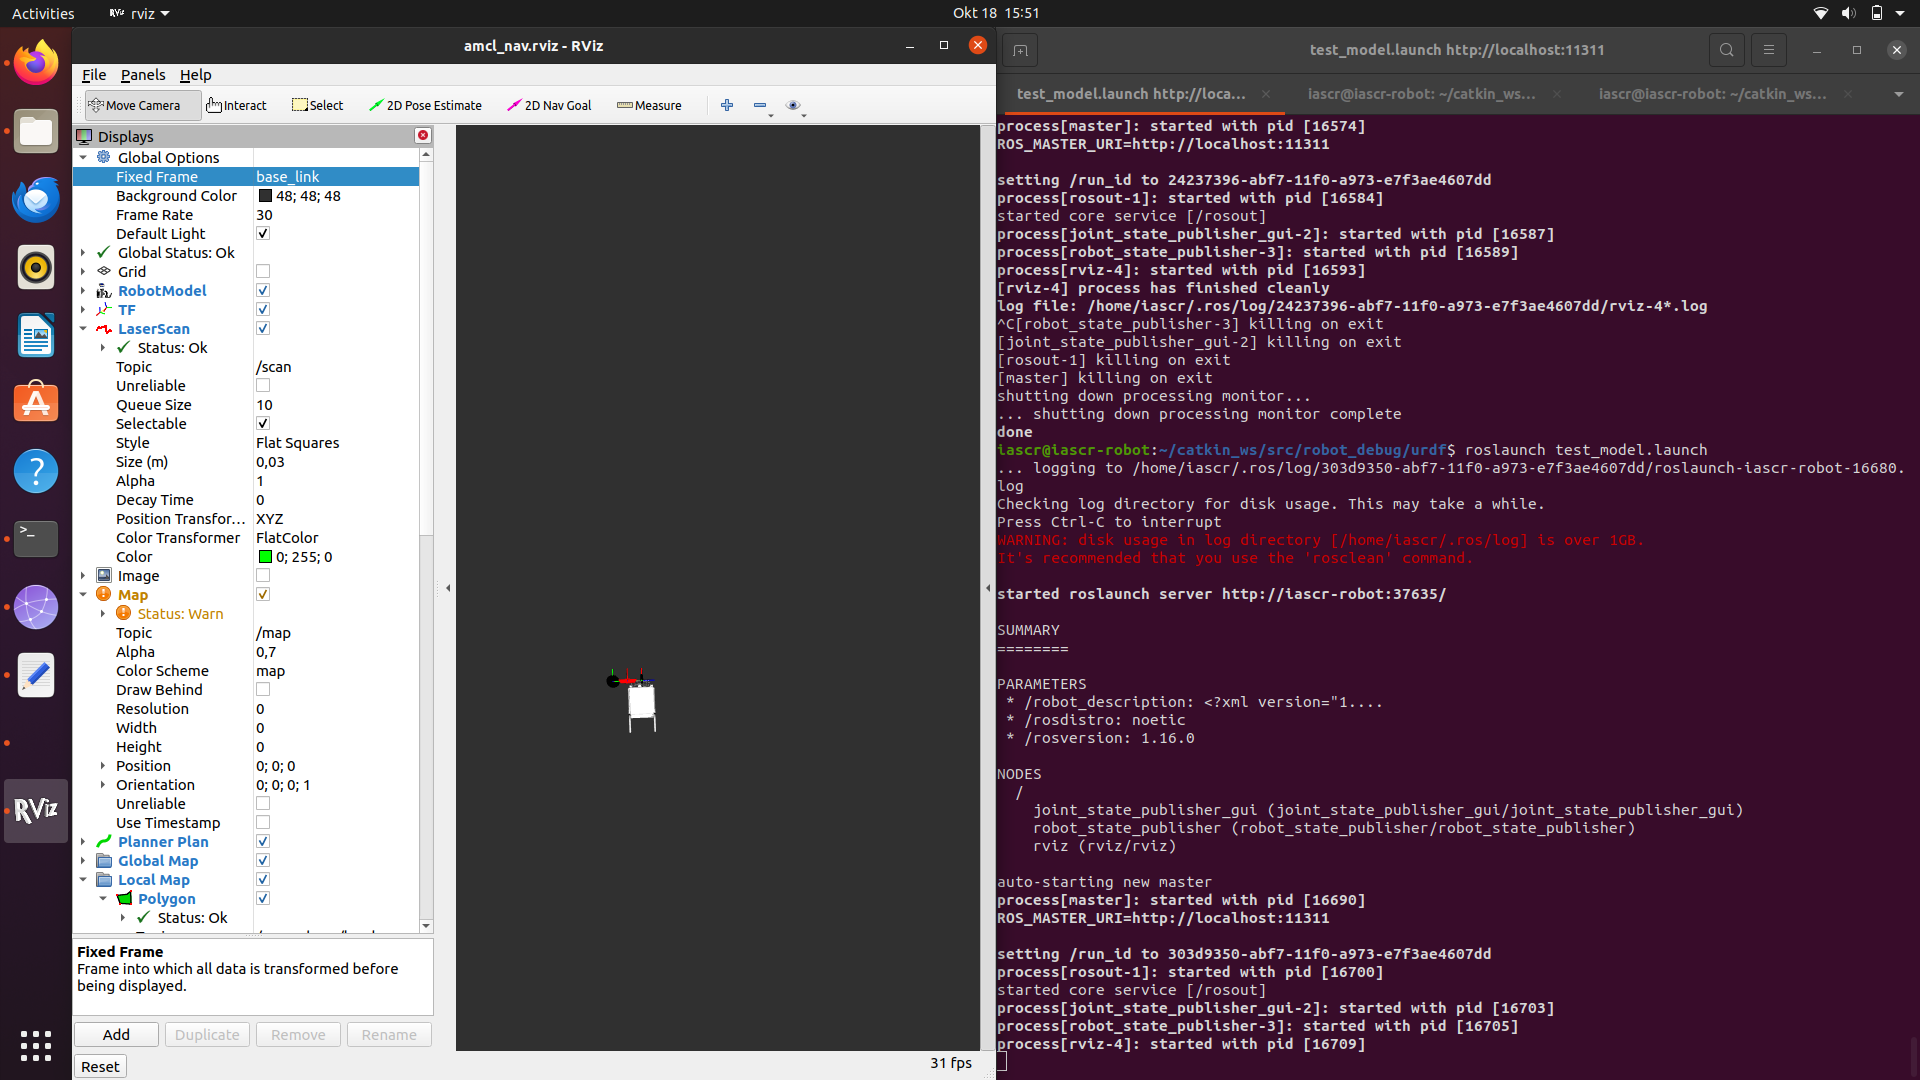 Activities
rviz
Okt 18 15:51
amcl_nav.rviz - RViz
File Panels Help
Move Camera Interact Select 2D Pose Estimate 2D Nav Goal Measure
Displays
Global Options
Fixed Frame base_link
Background Color 48; 48; 48
Frame Rate 30
Default Light
Global Status: Ok
Grid
RobotModel
TF
LaserScan
Status: Ok
Topic /scan
Unreliable
Queue Size 10
Selectable
Style Flat Squares
Size (m) 0,03
Alpha 1
Decay Time 0
Position Transfor... XYZ
Color Transformer FlatColor
Color 0; 255; 0
Image
Map
Status: Warn
Topic /map
Alpha 0,7
Color Scheme map
Draw Behind
Resolution 0
Width 0
Height 0
Position 0; 0; 0
Orientation 0; 0; 0; 1
Unreliable
Use Timestamp
Planner Plan
Global Map
Local Map
Polygon
Status: Ok
Fixed Frame
Frame into which all data is transformed before
being displayed.
Add Duplicate Remove Rename
Reset
31 fps
RViz
test_model.launch http://localhost:11311
test_model.launch http://loca... iascr@iascr-robot: ~/catkin_ws... iascr@iascr-robot: ~/catkin_ws...
process[master]: started with pid [16574]
ROS_MASTER_URI=http://localhost:11311
setting /run_id to 24237396-abf7-11f0-a973-e7f3ae4607dd
process[rosout-1]: started with pid [16584]
started core service [/rosout]
process[joint_state_publisher_gui-2]: started with pid [16587]
process[robot_state_publisher-3]: started with pid [16589]
process[rviz-4]: started with pid [16593]
[rviz-4] process has finished cleanly
log file: /home/iascr/.ros/log/24237396-abf7-11f0-a973-e7f3ae4607dd/rviz-4*.log
^C[robot_state_publisher-3] killing on exit
[joint_state_publisher_gui-2] killing on exit
[rosout-1] killing on exit
[master] killing on exit
shutting down processing monitor...
... shutting down processing monitor complete
done
iascr@iascr-robot:~/catkin_ws/src/robot_debug/urdf$ roslaunch test_model.launch
... logging to /home/iascr/.ros/log/303d9350-abf7-11f0-a973-e7f3ae4607dd/roslaunch-iascr-robot-16680.
log
Checking log directory for disk usage. This may take a while.
Press Ctrl-C to interrupt
WARNING: disk usage in log directory [/home/iascr/.ros/log] is over 1GB.
It's recommended that you use the 'rosclean' command.
started roslaunch server http://iascr-robot:37635/
SUMMARY
========
PARAMETERS
* /robot_description: <?xml version="1....
* /rosdistro: noetic
* /rosversion: 1.16.0
NODES
/
joint_state_publisher_gui (joint_state_publisher_gui/joint_state_publisher_gui)
robot_state_publisher (robot_state_publisher/robot_state_publisher)
rviz (rviz/rviz)
auto-starting new master
process[master]: started with pid [16690]
ROS_MASTER_URI=http://localhost:11311
setting /run_id to 303d9350-abf7-11f0-a973-e7f3ae4607dd
process[rosout-1]: started with pid [16700]
started core service [/rosout]
process[joint_state_publisher_gui-2]: started with pid [16703]
process[robot_state_publisher-3]: started with pid [16705]
process[rviz-4]: started with pid [16709]